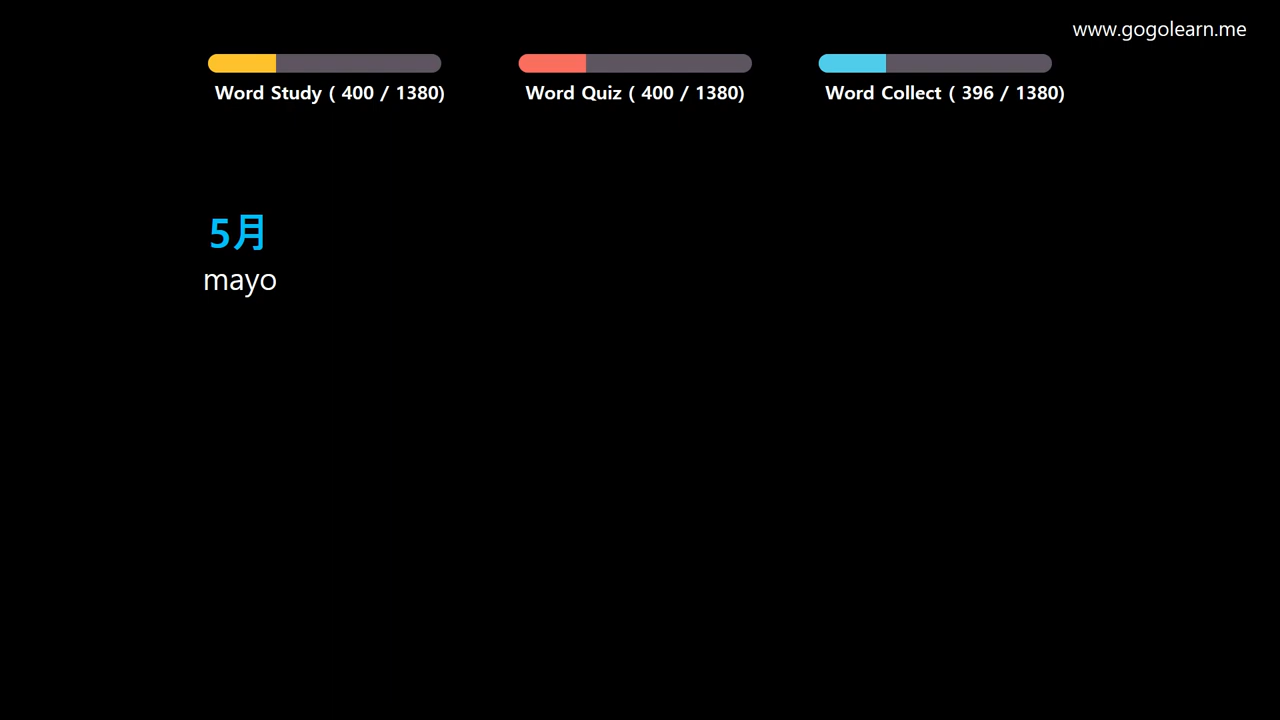 www.gogolearn.me
Word Study ( 400 / 1380)
Word Quiz ( 400 / 1380)
Word Collect ( 396 / 1380)
5月
mayo